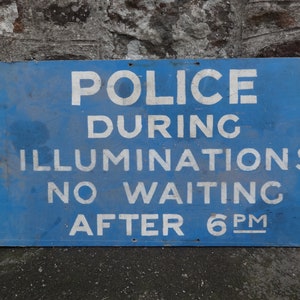 POLICE
DURING
ILLUMINATIONS
NO WAITING
AFTER 6PM